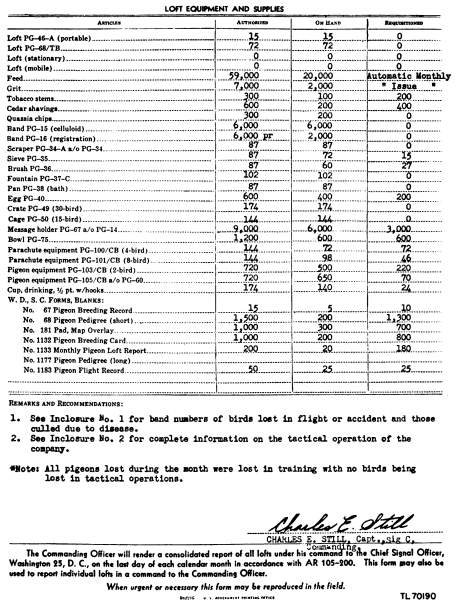 LOFT EQUIPMENT AND SUPPLIES
ARTICLES AUTHORIZED ON HAND REQUISITIONED
Loft PG-46-A (portable) 15 15 0
Loft PG-68/TB 72 72 0
Loft (stationary) 0 0 0
Loft (mobile) 0 0 0
Feed 59,000 20,000 Automatic Monthly
Grit 7,000 2,000 " Issue "
Tobacco stems 300 100 200
Cedar shavings 600 200 400
Quassia chips 300 200 0
Band PG-15 (celluloid) 6,000 6,000 0
Band PG-16 (registration) 6,000 pr 2,000 0
Scraper PG-34-A a/o PG-34 87 87 0
Sieve PG-35 87 72 15
Brush PG-36 87 60 27
Fountain PG-37-C 102 102 0
Pan PG-38 (bath) 87 87 0
Egg PG-40 600 400 200
Crate PG-49 (30-bird) 174 174 0
Cage PG-50 (15-bird) 144 144 0
Message holder PG-67 a/o PG-14 9,000 6,000 3,000
Bowl PG-75 1,200 600 600
Parachute equipment PG-100/CB (4-bird) 144 72 72
Parachute equipment PG-101/CB (8-bird) 144 98 46
Pigeon equipment PG-103/CB (2-bird) 720 500 220
Pigeon equipment PG-105/CB a/o PG-60 720 650 70
Cup, drinking, ½ pt. w/hooks 174 140 24
W. D., S. C. FORMS, BLANKS:
No. 67 Pigeon Breeding Record 15 5 10
No. 68 Pigeon Pedigree (short) 1,500 200 1,300
No. 181 Pad, Map Overlay 1,000 300 700
No. 1132 Pigeon Breeding Card 1,000 200 800
No. 1133 Monthly Pigeon Loft Report 200 20 180
No. 1177 Pigeon Pedigree (long)
No. 1183 Pigeon Flight Record 50 25 25
REMARKS AND RECOMMENDATIONS:
1. See Inclosure No. 1 for band numbers of birds lost in flight or accident and those
culled due to disease.
2. See Inclosure No. 2 for complete information on the tactical operation of the
company.
*Note: All pigeons lost during the month were lost in training with no birds being
lost in tactical operations.
Charles E. Still
CHARLES E. STILL, Capt., Sig C,
Commanding.
The Commanding Officer will render a consolidated report of all lofts under his command to the Chief Signal Officer,
Washington 25, D. C., on the last day of each calendar month in accordance with AR 105-200. This form may also be
used to report individual lofts in a command to the Commanding Officer.
When urgent or necessary this form may be reproduced in the field.
U. S. GOVERNMENT PRINTING OFFICE
TL 70190